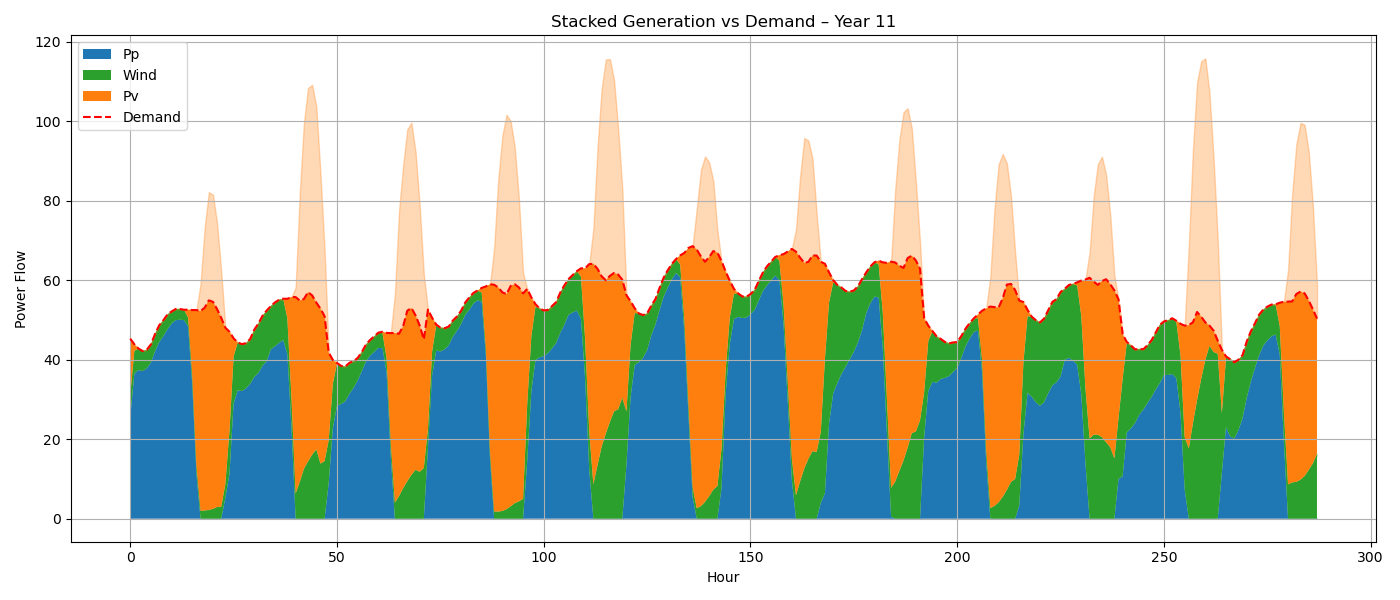 Stacked Generation vs Demand – Year 11
Pp
Wind
Pv
Demand
Power Flow
120
100
80
60
40
20
0
0 50 100 150 200 250 300
Hour